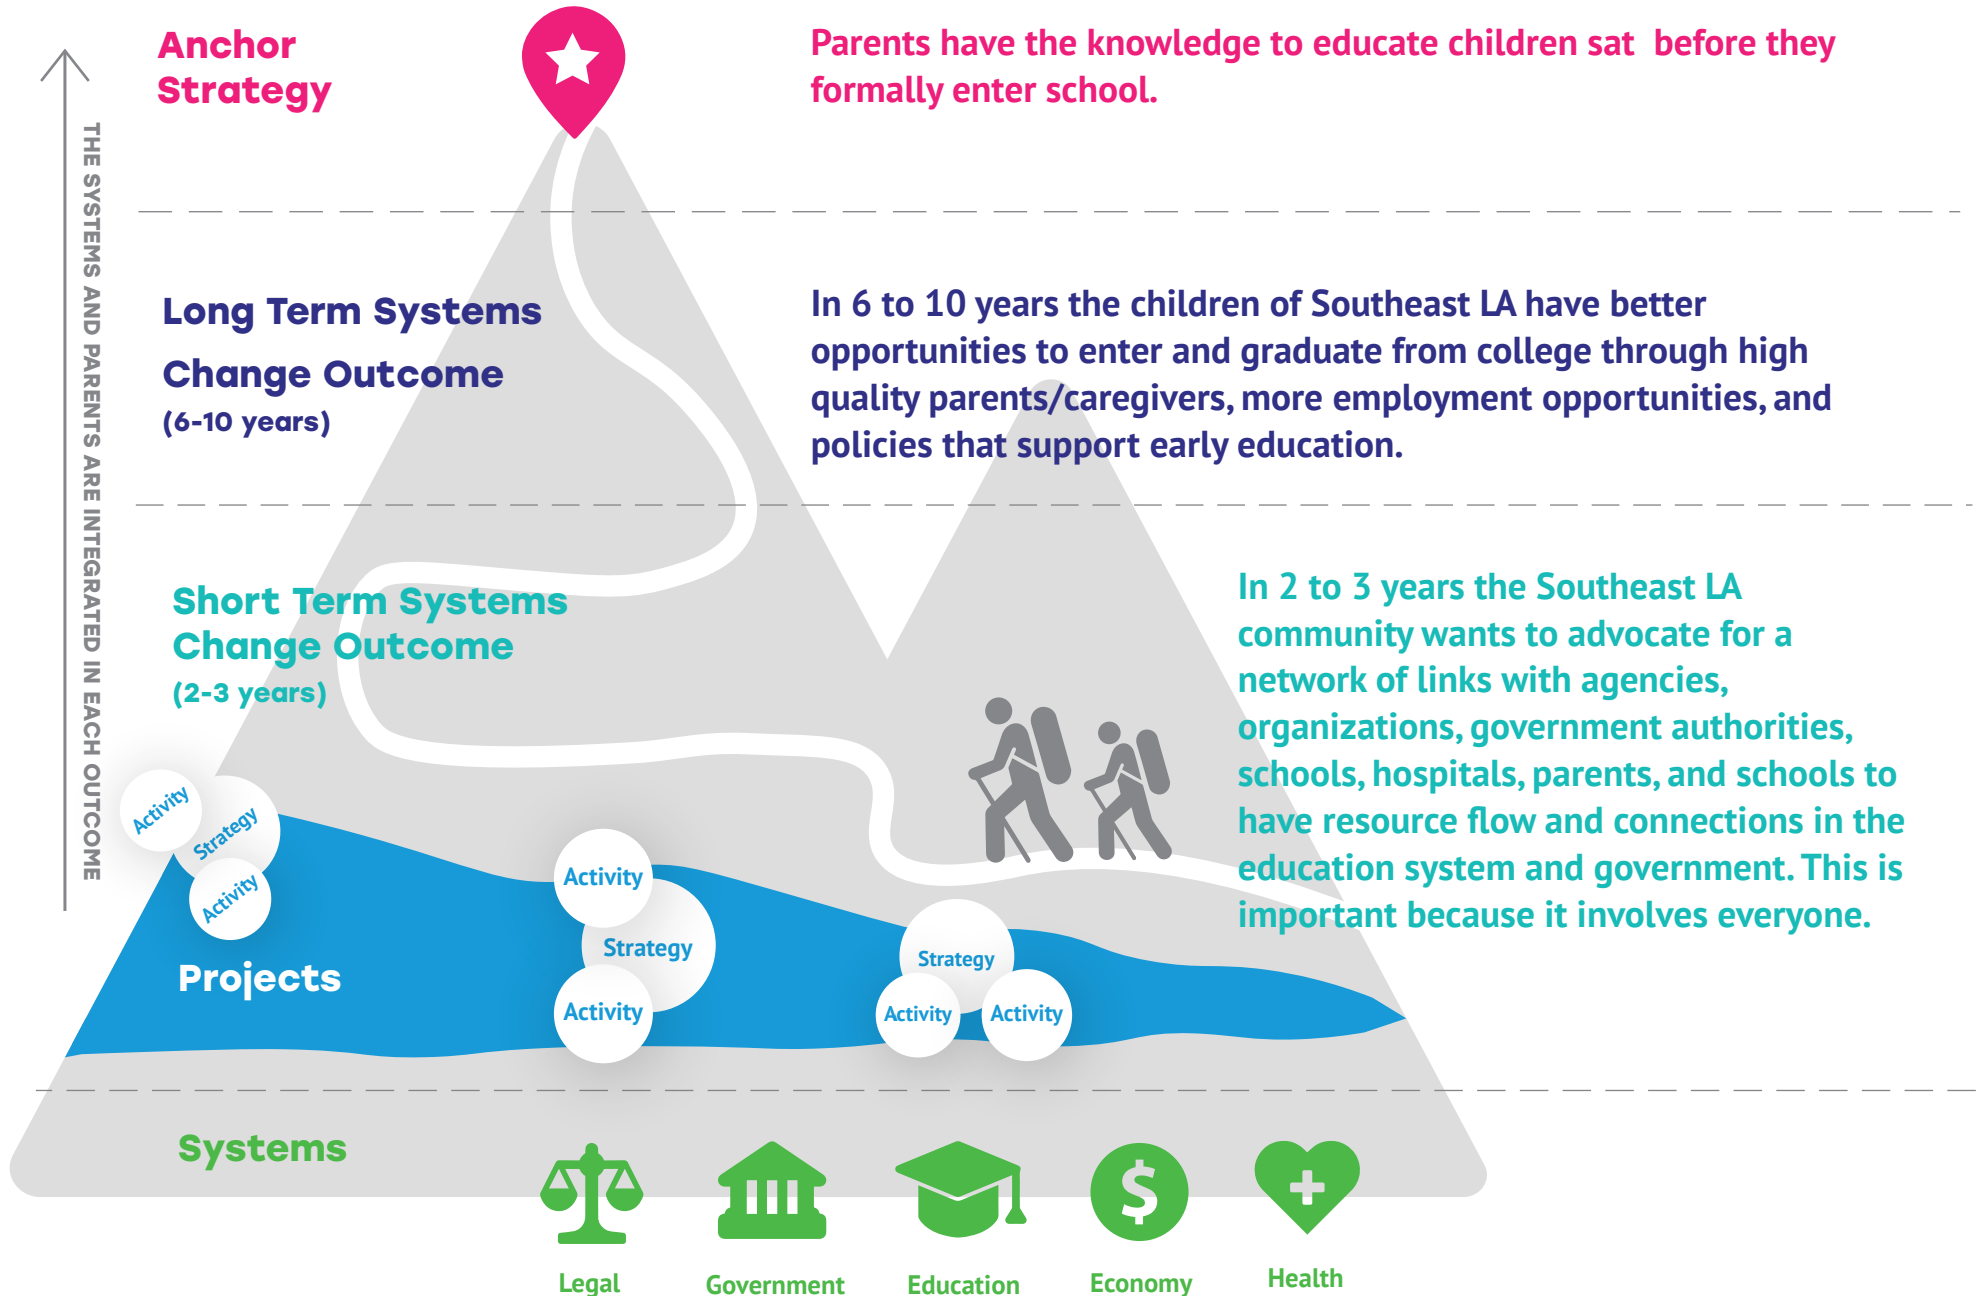 Anchor
Strategy
Parents have the knowledge to educate children sat  before they
formally enter school.
THE SYSTEMS AND PARENTS ARE INTEGRATED IN EACH OUTCOME
Long Term Systems
Change Outcome
(6-10 years)
In 6 to 10 years the children of Southeast LA have better
opportunities to enter and graduate from college through high
quality parents/caregivers, more employment opportunities, and
policies that support early education.
Short Term Systems
Change Outcome
(2-3 years)
In 2 to 3 years the Southeast LA
community wants to advocate for a
network of links with agencies,
organizations, government authorities,
schools, hospitals, parents, and schools to
have resource flow and connections in the
education system and government. This is
important because it involves everyone.
Activity
Strategy
Activity
Activity
Strategy
Activity
Strategy
Activity
Activity
Projects
Systems
$
Legal
Government
Education
Economy
Health